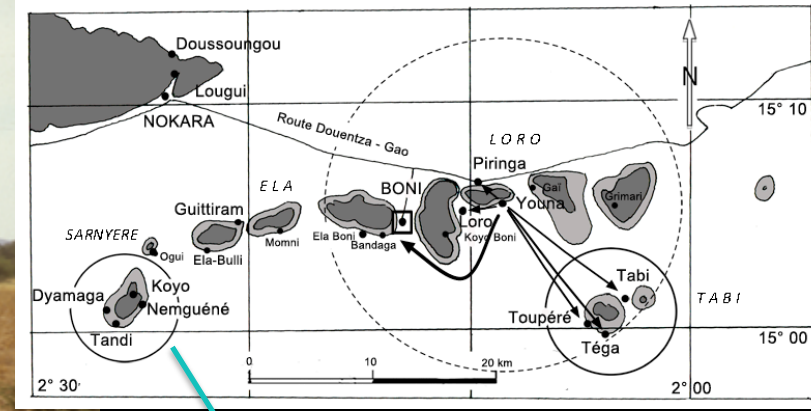 Doussoungou
Lougui
NOKARA
Route Douentza - Gao
N
15° 10
LORO
Piringa
ELA
BONI
Gaï
Grimari
Youna
Guittiram
Loro
Koyo Boni
SARNYERE
Momni
Ela Boni
Bandaga
Ogui
Ela-Bulli
Koyo
Dyamaga
Nemguéné
Tandi
Tabi
TABI
Toupéré
Téga
15° 00
0
10
20 km
2° 30
2° 00